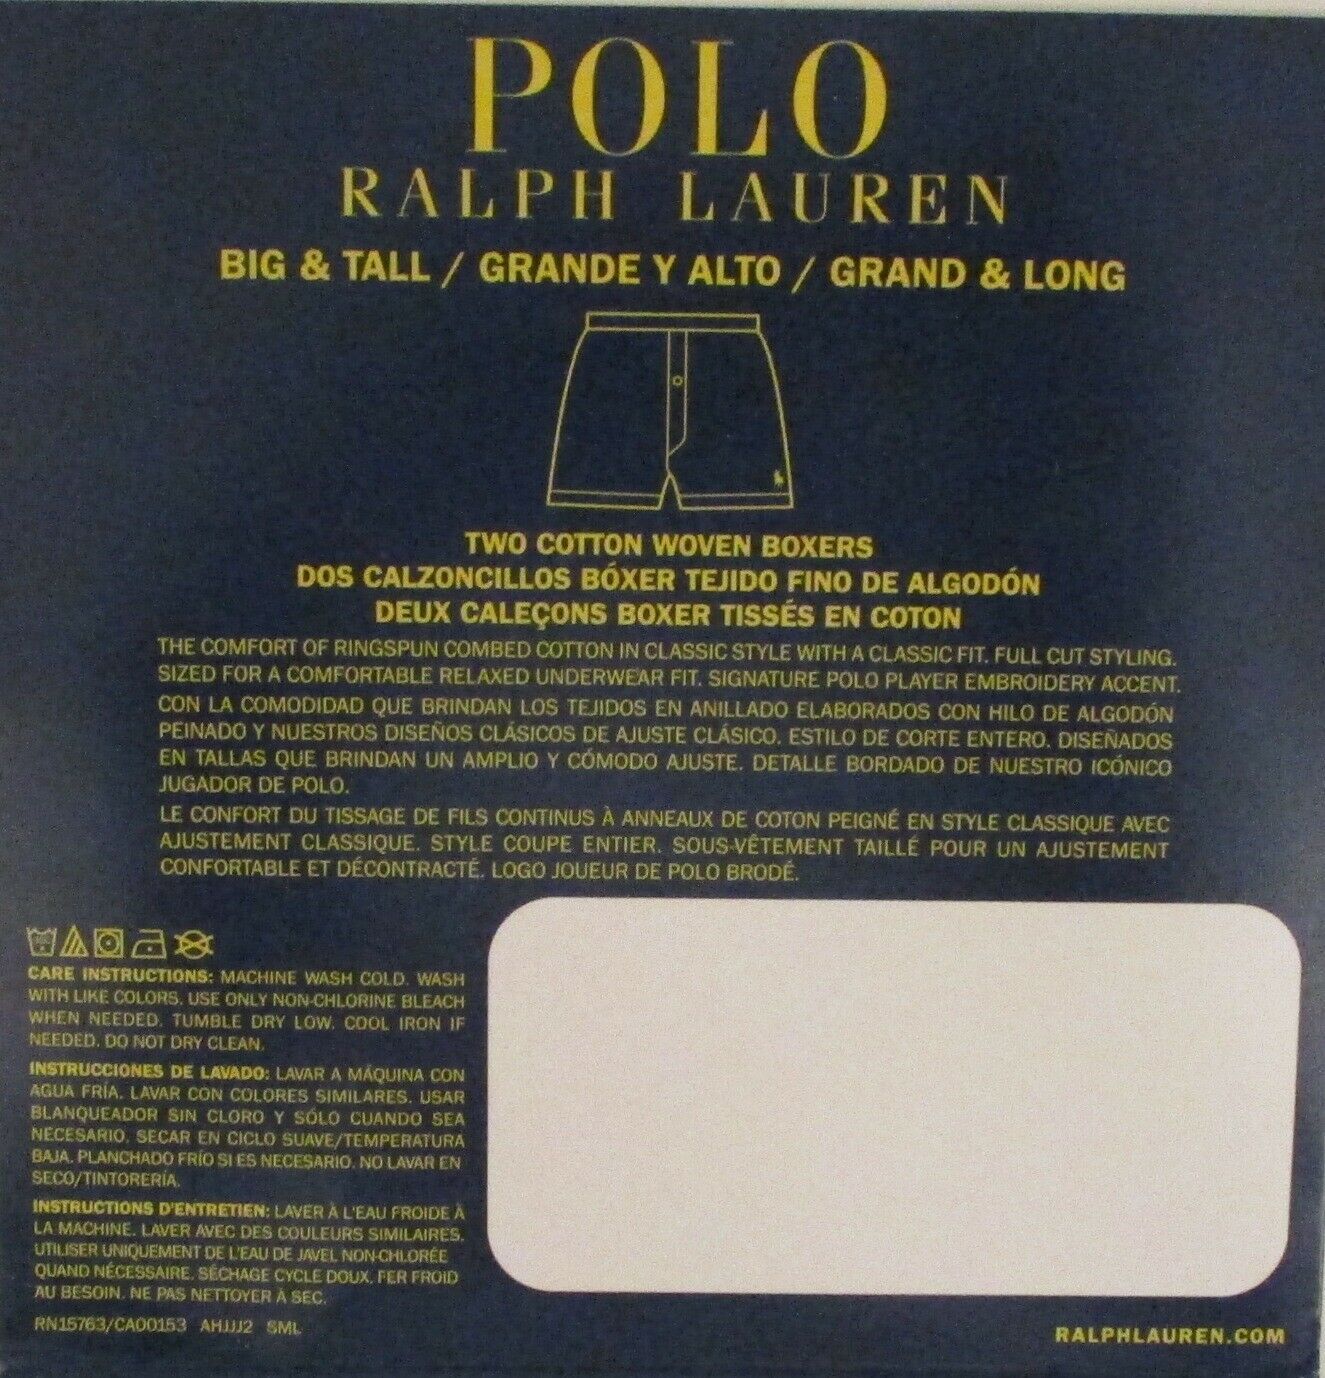 POLO
RALPH LAUREN
BIG & TALL / GRANDE Y ALTO / GRAND & LONG
TWO COTTON WOVEN BOXERS
DOS CALZONCILLOS BÓXER TEJIDO FINO DE ALGODÓN
DEUX CALEÇONS BOXER TISSÉS EN COTON
THE COMFORT OF RINGSPUN COMBED COTTON IN CLASSIC STYLE WITH A CLASSIC FIT. FULL CUT STYLING.
SIZED FOR A COMFORTABLE RELAXED UNDERWEAR FIT. SIGNATURE POLO PLAYER EMBROIDERY ACCENT.
CON LA COMODIDAD QUE BRINDAN LOS TEJIDOS EN ANILLADO ELABORADOS CON HILO DE ALGODÓN
PEINADO Y NUESTROS DISEÑOS CLÁSICOS DE AJUSTE CLÁSICO. ESTILO DE CORTE ENTERO. DISEÑADOS
EN TALLAS QUE BRINDAN UN AMPLIO Y CÓMODO AJUSTE. DETALLE BORDADO DE NUESTRO ICÓNICO
JUGADOR DE POLO.
LE CONFORT DU TISSAGE DE FILS CONTINUS À ANNEAUX DE COTON PEIGNÉ EN STYLE CLASSIQUE AVEC
AJUSTEMENT CLASSIQUE. STYLE COUPE ENTIER. SOUS-VÊTEMENT TAILLÉ POUR UN AJUSTEMENT
CONFORTABLE ET DÉCONTRACTÉ. LOGO JOUEUR DE POLO BRODÉ.
CARE INSTRUCTIONS: MACHINE WASH COLD. WASH
WITH LIKE COLORS. USE ONLY NON-CHLORINE BLEACH
WHEN NEEDED. TUMBLE DRY LOW. COOL IRON IF
NEEDED. DO NOT DRY CLEAN.
INSTRUCCIONES DE LAVADO: LAVAR A MÁQUINA CON
AGUA FRÍA. LAVAR CON COLORES SIMILARES. USAR
BLANQUEADOR SIN CLORO Y SÓLO CUANDO SEA
NECESARIO. SECAR EN CICLO SUAVE/TEMPERATURA
BAJA. PLANCHADO FRÍO SI ES NECESARIO. NO LAVAR EN
SECO/TINTORERÍA.
INSTRUCTIONS D'ENTRETIEN: LAVER À L'EAU FROIDE À
LA MACHINE. LAVER AVEC DES COULEURS SIMILAIRES.
UTILISER UNIQUEMENT DE L'EAU DE JAVEL NON-CHLORÉE
QUAND NÉCESSAIRE. SÉCHAGE CYCLE DOUX. FER FROID
AU BESOIN. NE PAS NETTOYER À SEC.
RN15763/CA00153 AHJJJ2 SML
RALPHLAUREN.COM